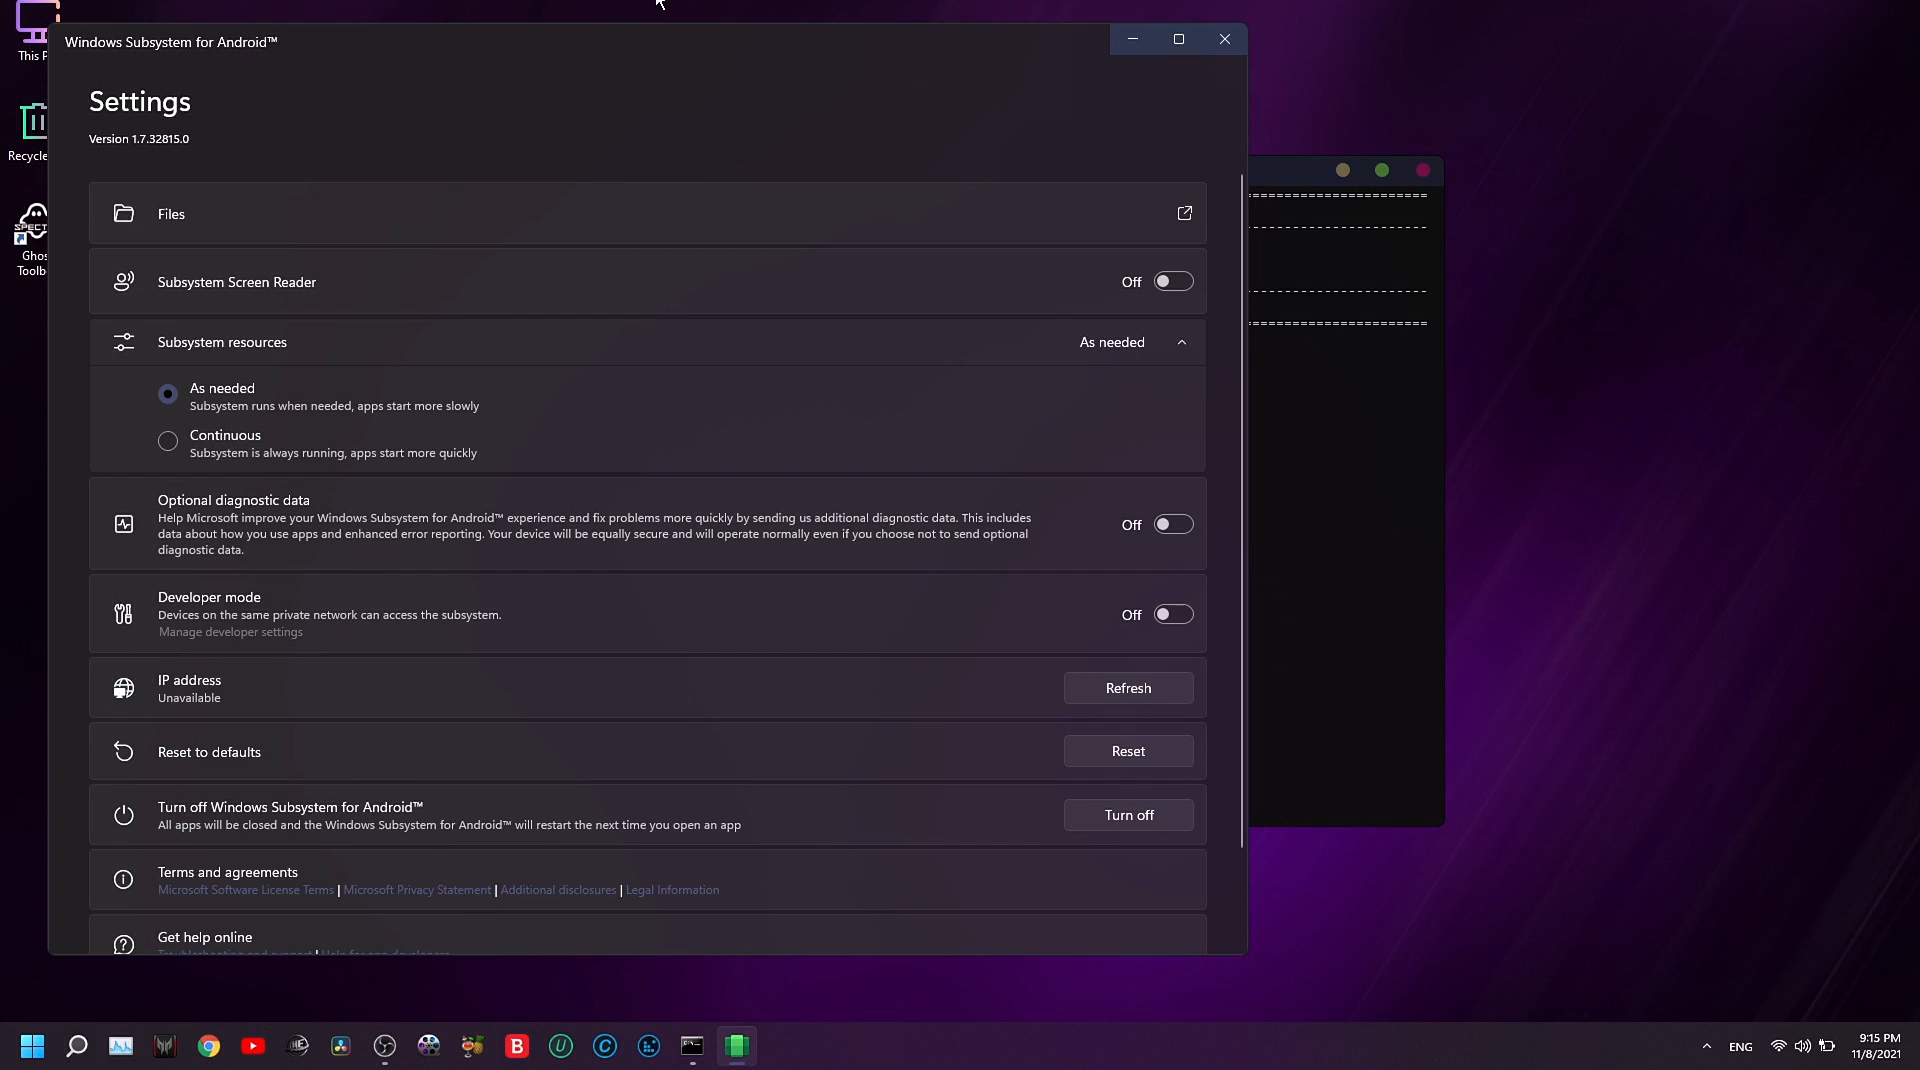 This P
Recycle
SPECT
Ghos
Toolb
Windows Subsystem for Android™
Settings
Version 1.7.32815.0
Files
Subsystem Screen Reader
Off
Subsystem resources
As needed
As needed
Subsystem runs when needed, apps start more slowly
Continuous
Subsystem is always running, apps start more quickly
Optional diagnostic data
Help Microsoft improve your Windows Subsystem for Android™ experience and fix problems more quickly by sending us additional diagnostic data. This includes
data about how you use apps and enhanced error reporting. Your device will be equally secure and will operate normally even if you choose not to send optional
diagnostic data.
Off
Developer mode
Devices on the same private network can access the subsystem.
Manage developer settings
Off
IP address
Unavailable
Refresh
Reset to defaults
Reset
Turn off Windows Subsystem for Android™
All apps will be closed and the Windows Subsystem for Android™ will restart the next time you open an app
Turn off
Terms and agreements
Microsoft Software License Terms | Microsoft Privacy Statement | Additional disclosures | Legal Information
Get help online
Troubleshooting and support | Help for app developers
ENG
9:15 PM
11/8/2021